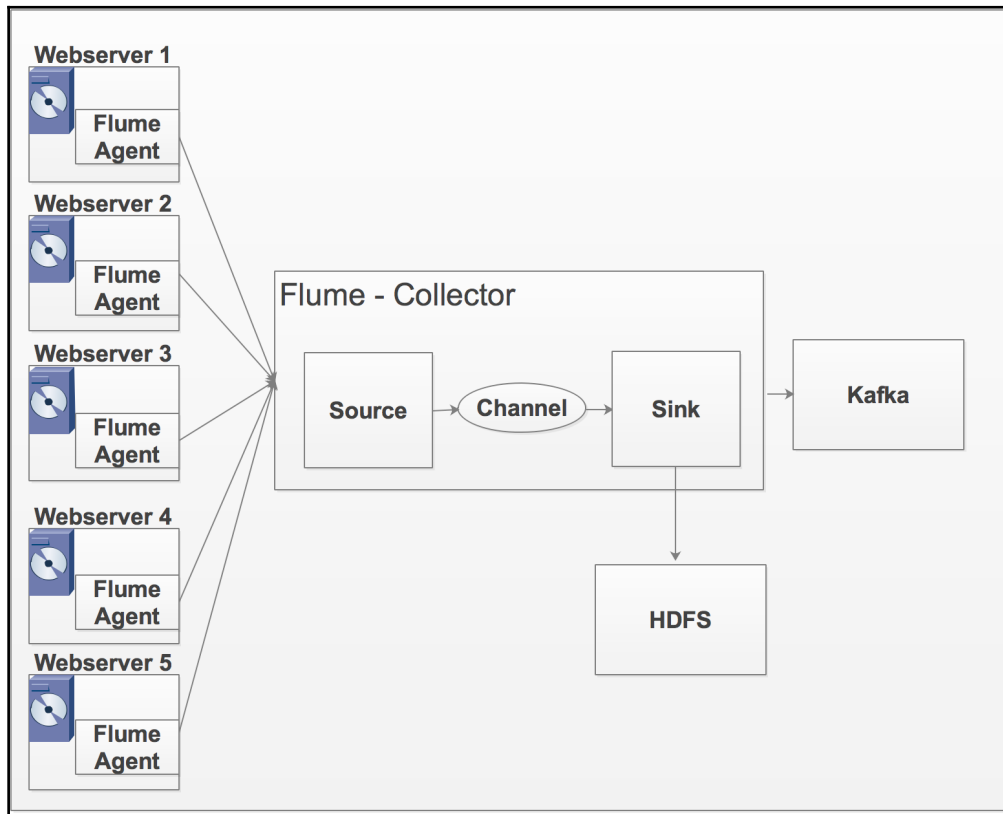 Webserver 1
Flume
Agent
Webserver 2
Flume
Agent
Webserver 3
Flume
Agent
Webserver 4
Flume
Agent
Webserver 5
Flume
Agent
Flume - Collector
Source
Channel
Sink
Kafka
HDFS